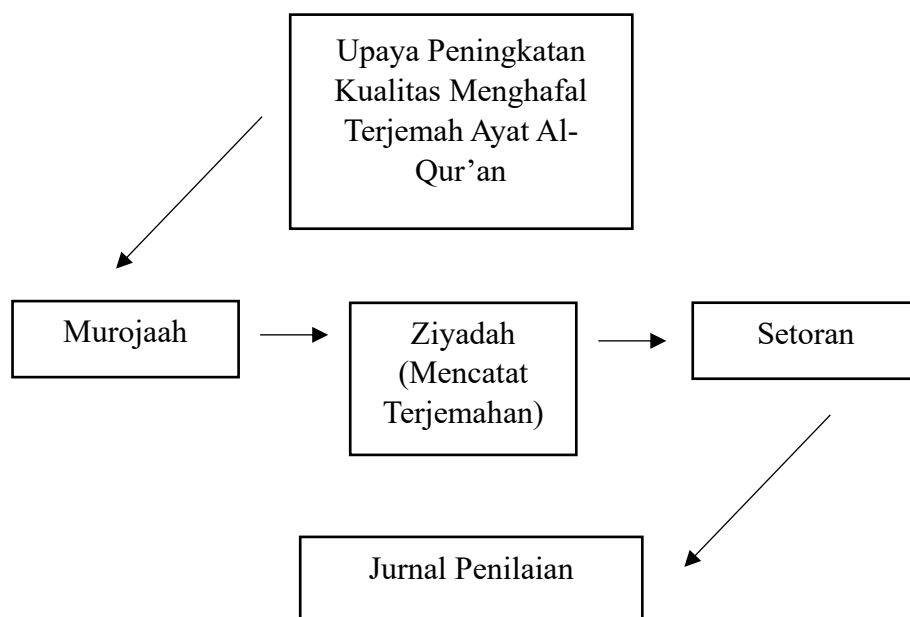 Upaya Peningkatan
Kualitas Menghafal
Terjemah Ayat Al-
Qur’an
Murojaah
Ziyadah
(Mencatat
Terjemahan)
Setoran
Jurnal Penilaian